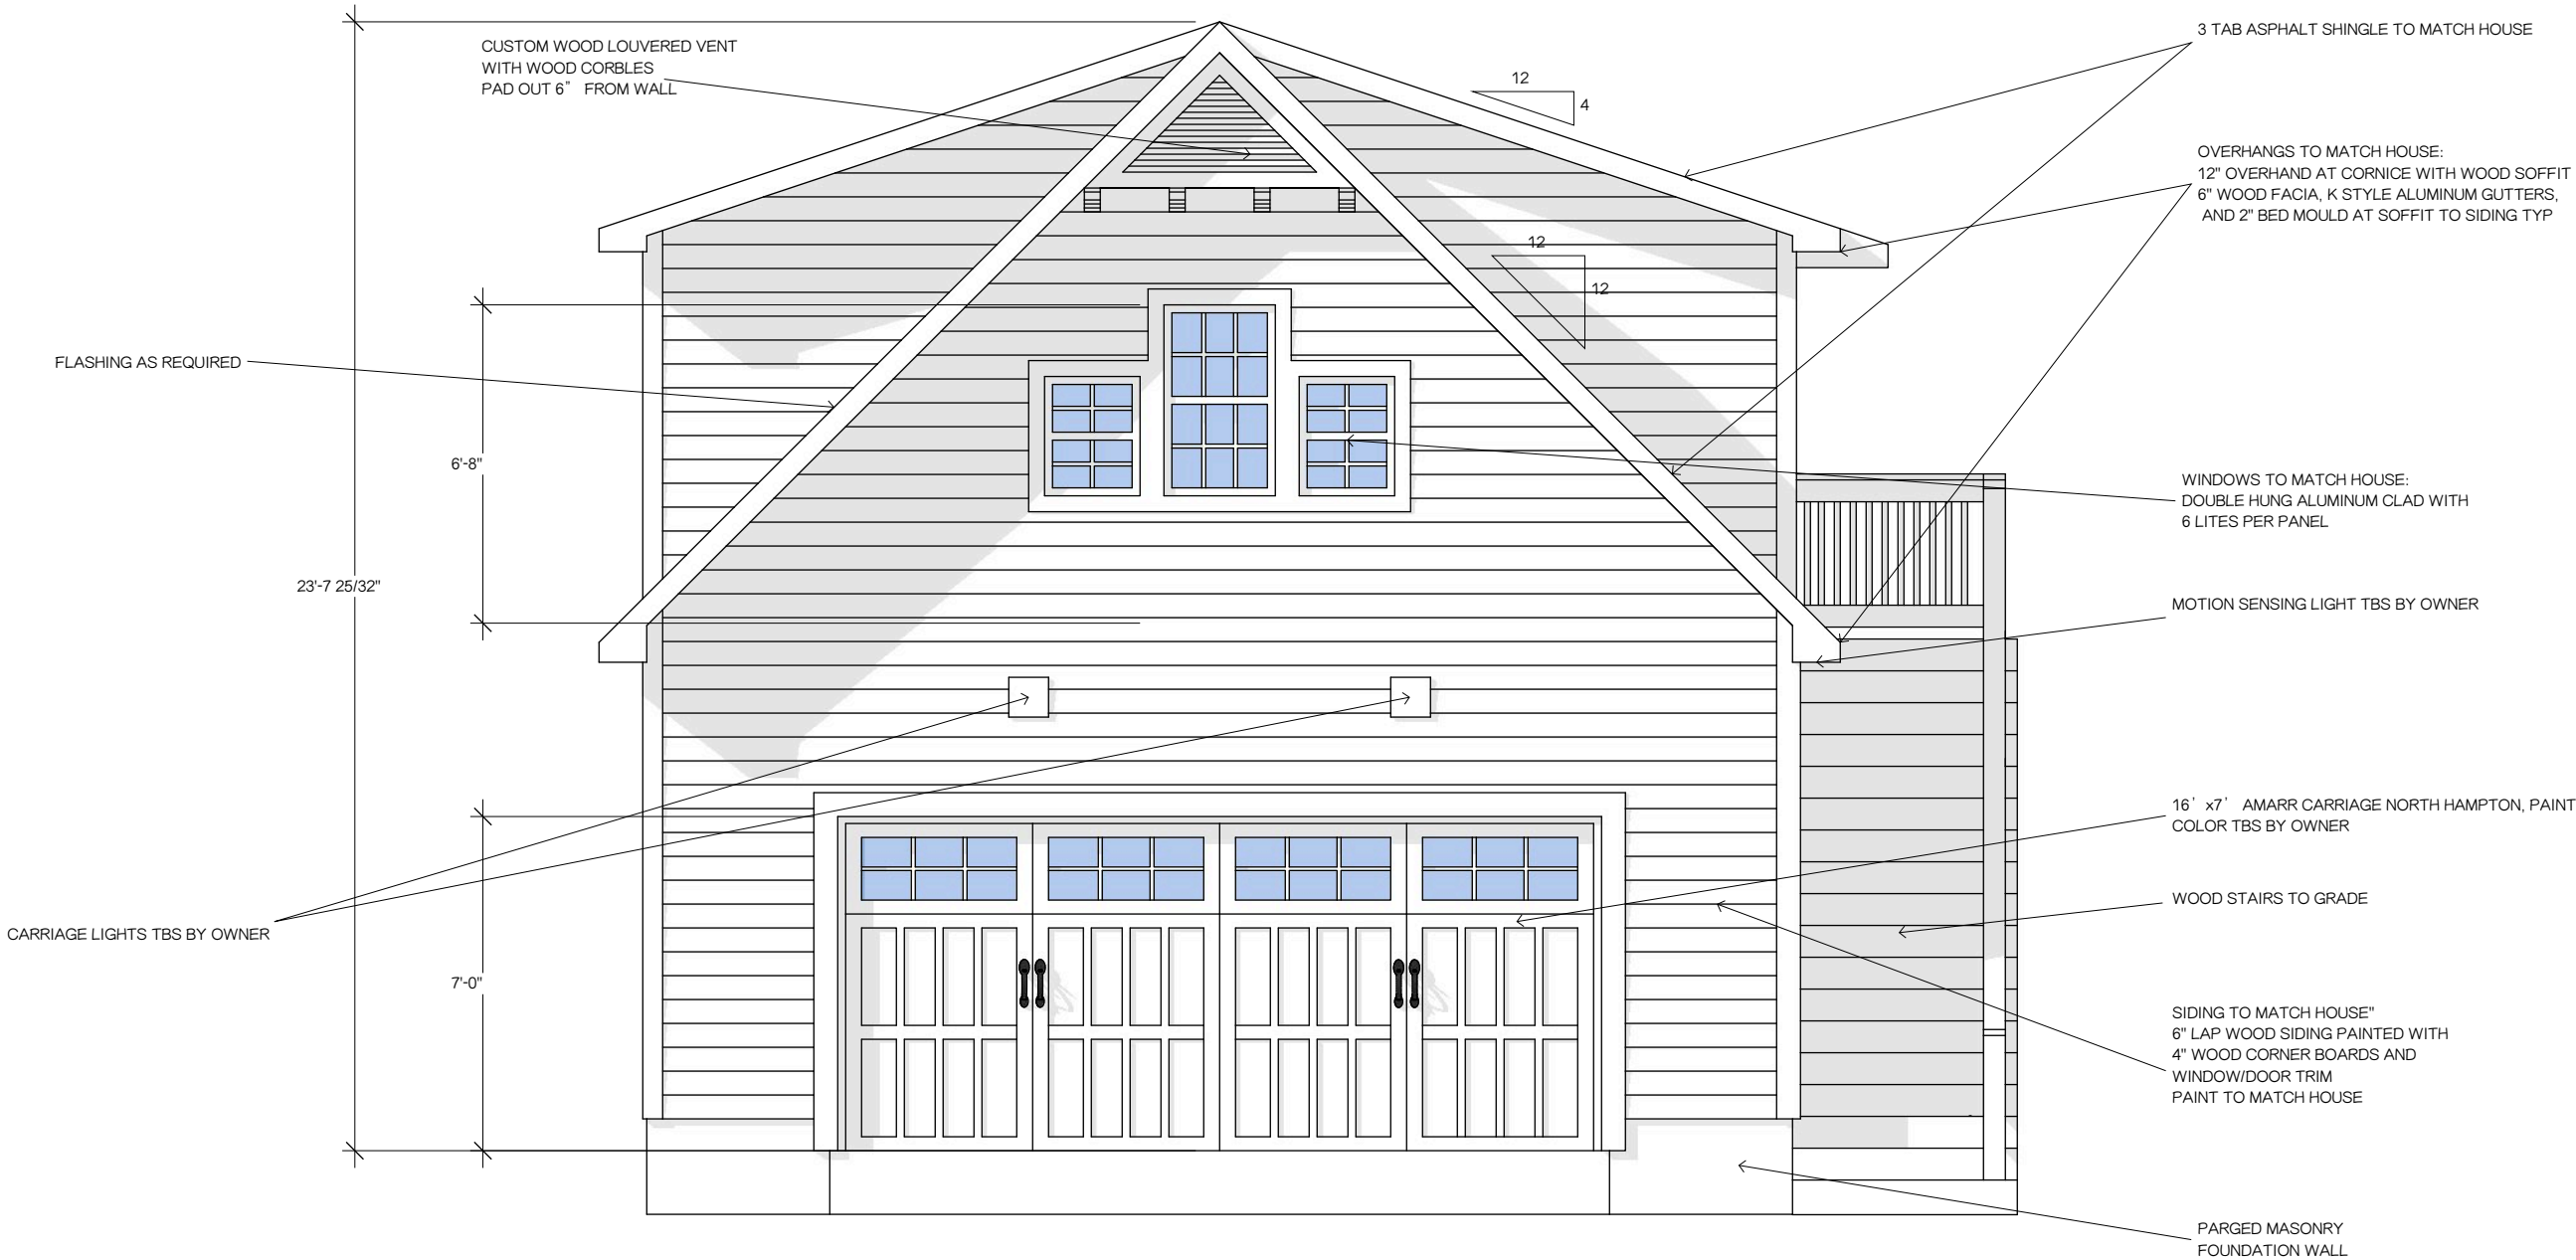 CUSTOM WOOD LOUVERED VENT
WITH WOOD CORBLES
PAD OUT 6" FROM WALL
3 TAB ASPHALT SHINGLE TO MATCH HOUSE
12
4
OVERHANGS TO MATCH HOUSE:
12" OVERHAND AT CORNICE WITH WOOD SOFFIT
6" WOOD FACIA, K STYLE ALUMINUM GUTTERS,
AND 2" BED MOULD AT SOFFIT TO SIDING TYP
12
12
FLASHING AS REQUIRED
6'-8"
WINDOWS TO MATCH HOUSE:
DOUBLE HUNG ALUMINUM CLAD WITH
6 LITES PER PANEL
23'-7 25/32"
MOTION SENSING LIGHT TBS BY OWNER
16' x7' AMARR CARRIAGE NORTH HAMPTON, PAINT
COLOR TBS BY OWNER
WOOD STAIRS TO GRADE
CARRIAGE LIGHTS TBS BY OWNER
7'-0"
SIDING TO MATCH HOUSE"
6" LAP WOOD SIDING PAINTED WITH
4" WOOD CORNER BOARDS AND
WINDOW/DOOR TRIM
PAINT TO MATCH HOUSE
PARGED MASONRY
FOUNDATION WALL